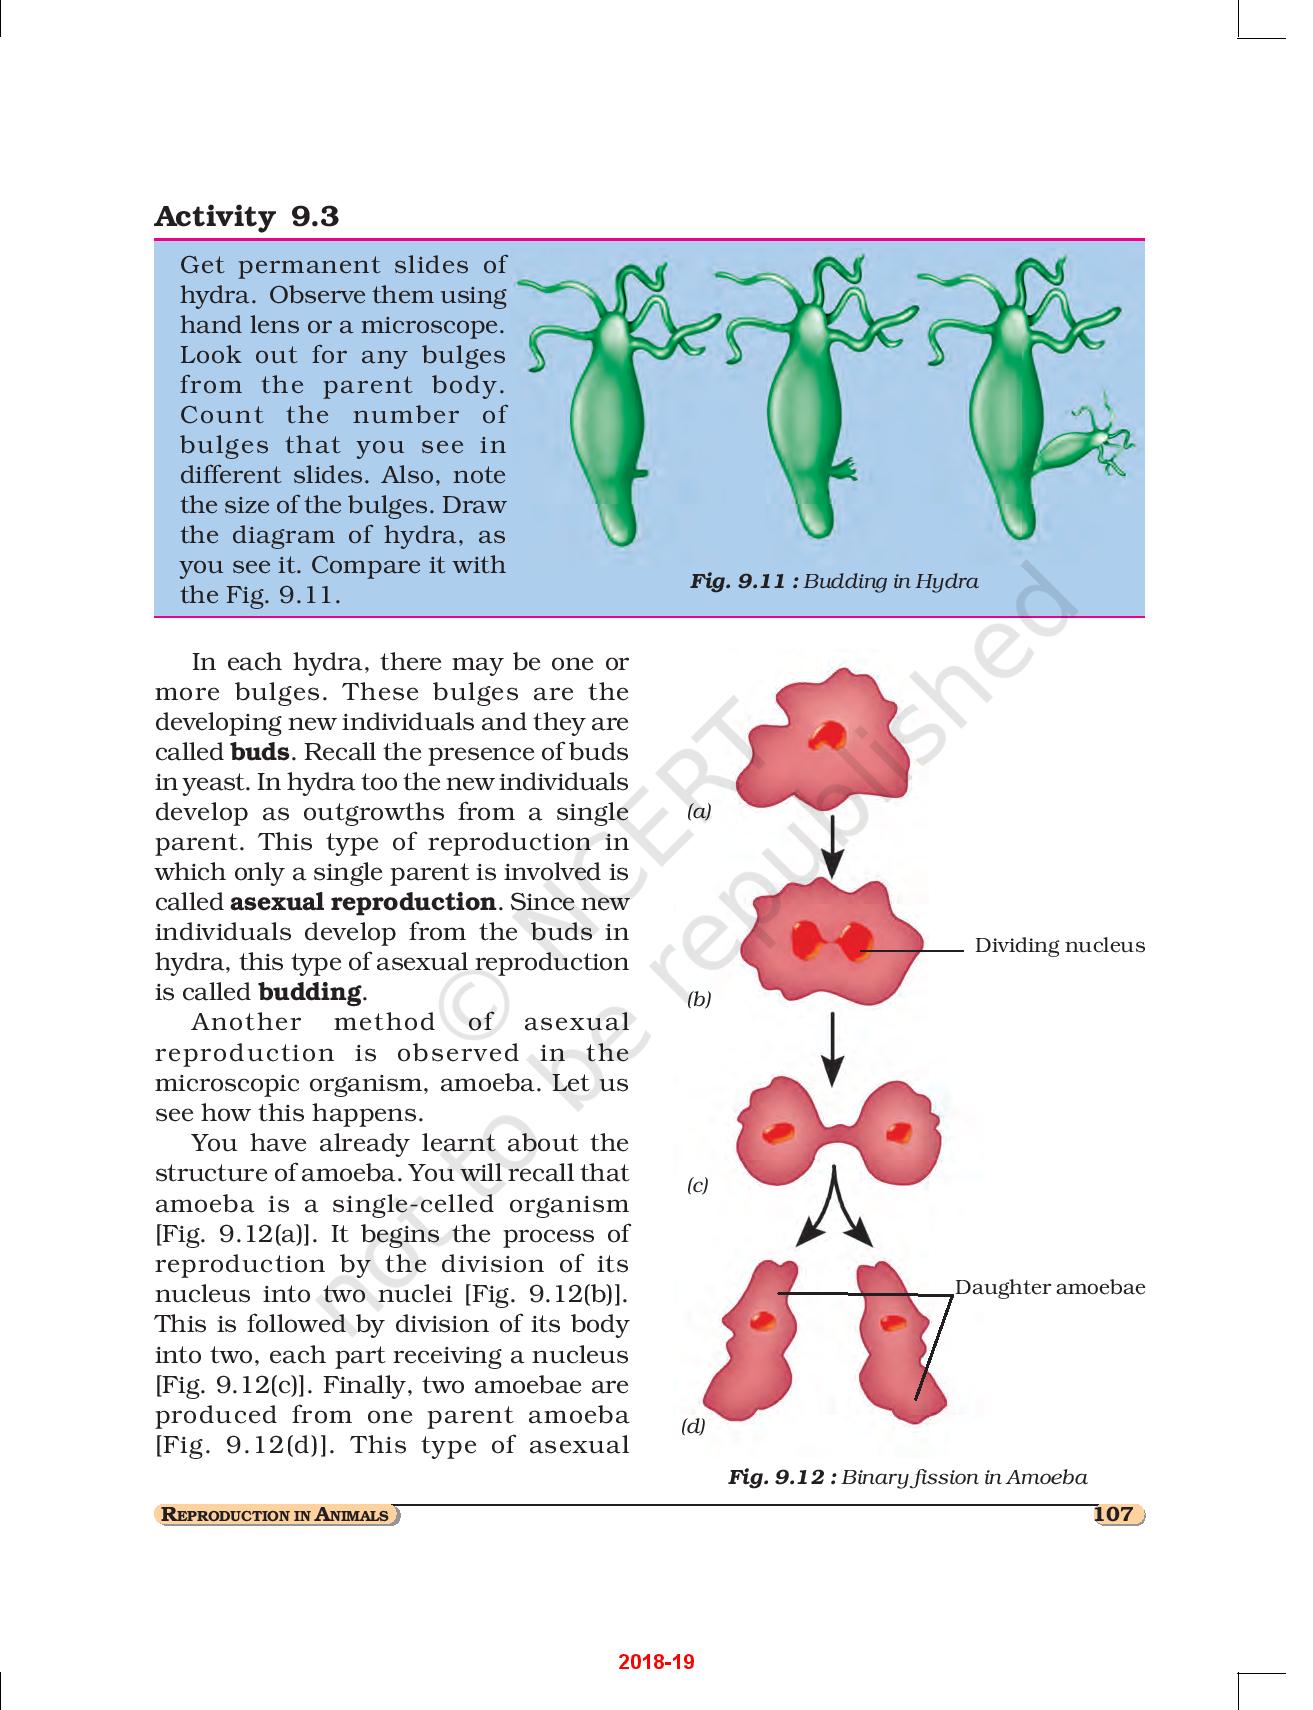 Activity 9.3
Get permanent slides of
hydra. Observe them using
hand lens or a microscope.
Look out for any bulges
from the parent body.
Count the number of
bulges that you see in
different slides. Also, note
the size of the bulges. Draw
the diagram of hydra, as
you see it. Compare it with
the Fig. 9.11.
Fig. 9.11 : Budding in Hydra
In each hydra, there may be one or
more bulges. These bulges are the
developing new individuals and they are
called buds. Recall the presence of buds
in yeast. In hydra too the new individuals
develop as outgrowths from a single
parent. This type of reproduction in
which only a single parent is involved is
called asexual reproduction. Since new
individuals develop from the buds in
hydra, this type of asexual reproduction
is called budding.
Another method of asexual
reproduction is observed in the
microscopic organism, amoeba. Let us
see how this happens.
You have already learnt about the
structure of amoeba. You will recall that
amoeba is a single-celled organism
[Fig. 9.12(a)]. It begins the process of
reproduction by the division of its
nucleus into two nuclei [Fig. 9.12(b)].
This is followed by division of its body
into two, each part receiving a nucleus
[Fig. 9.12(c)]. Finally, two amoebae are
produced from one parent amoeba
[Fig. 9.12(d)]. This type of asexual
(a)
Dividing nucleus
(b)
(c)
Daughter amoebae
(d)
Fig. 9.12 : Binary fission in Amoeba
© NCERT
not to be republished
REPRODUCTION IN ANIMALS
107
2018-19